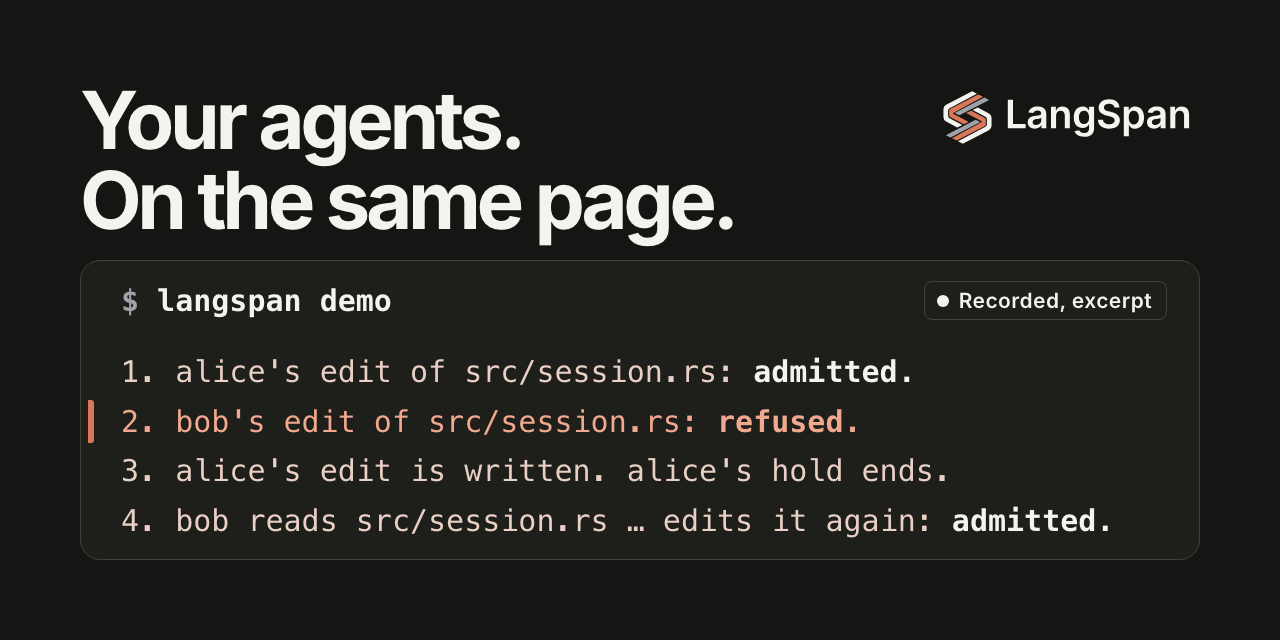 Your agents.
On the same page.
LangSpan
$ langspan demo
Recorded, excerpt
1. alice's edit of src/session.rs: admitted.
2. bob's edit of src/session.rs: refused.
3. alice's edit is written. alice's hold ends.
4. bob reads src/session.rs … edits it again: admitted.